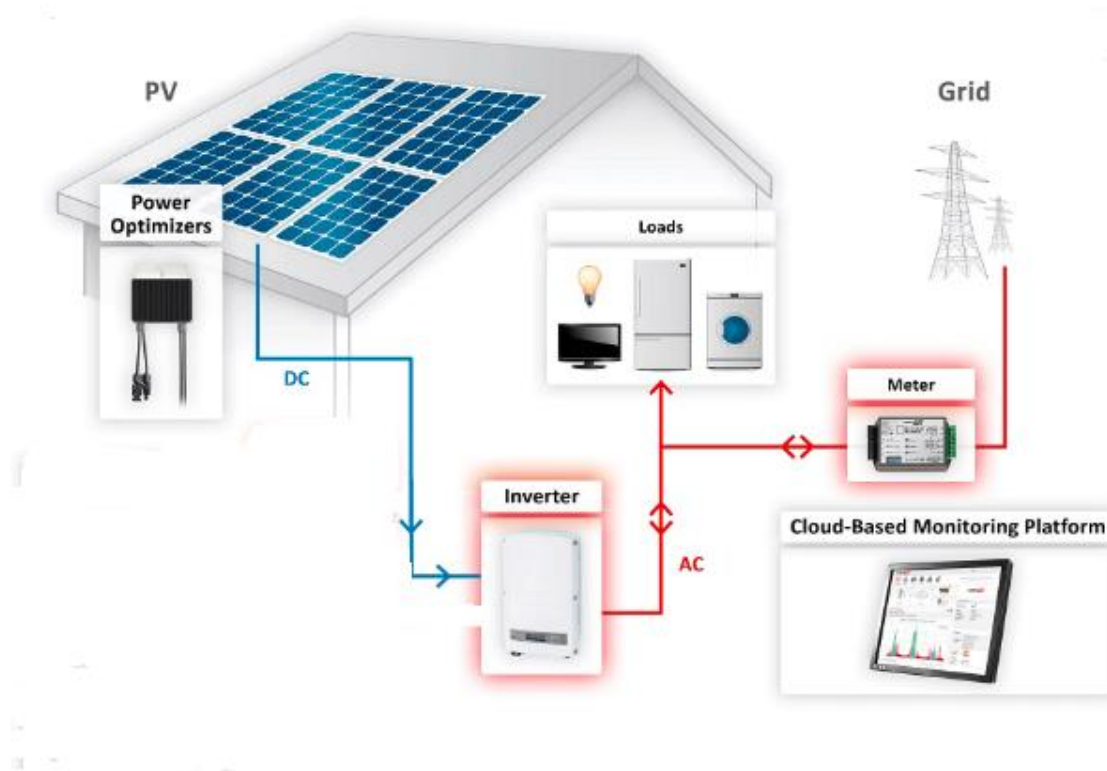 PV
Grid
Power
Optimizers
Loads
DC
Meter
Inverter
Cloud-Based Monitoring Platform
AC